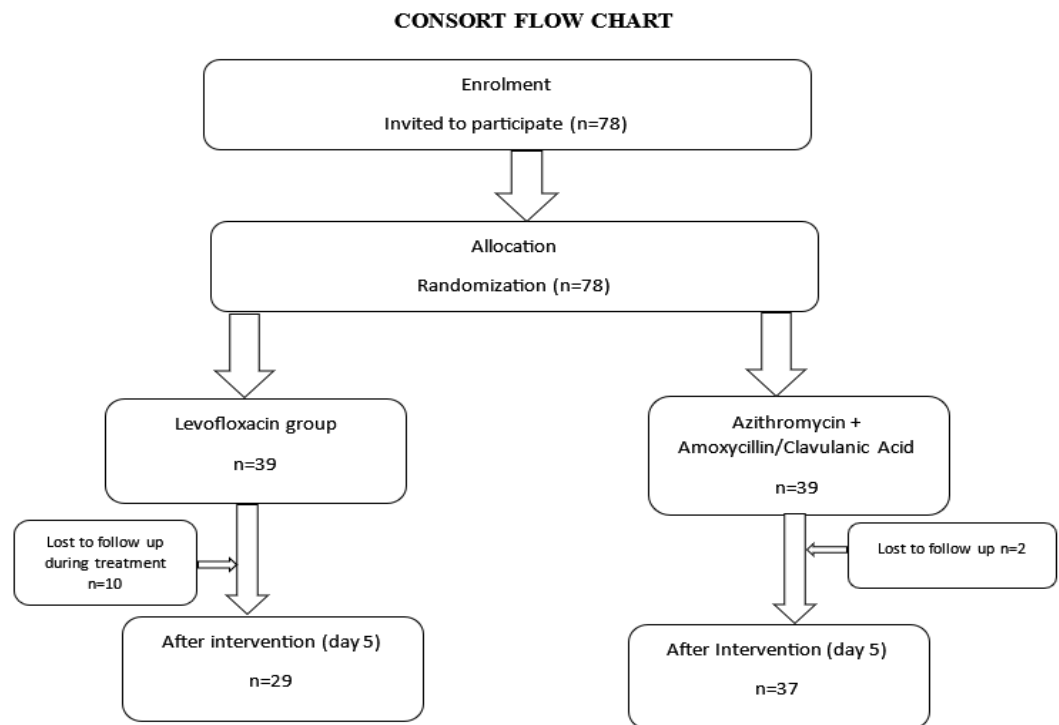 CONSORT FLOW CHART
Enrolment
Invited to participate (n=78)
Allocation
Randomization (n=78)
Levofloxacin group
n=39
Azithromycin +
Amoxycillin/Clavulanic Acid
n=39
Lost to follow up
during treatment
n=10
Lost to follow up n=2
After intervention (day 5)
n=29
After Intervention (day 5)
n=37